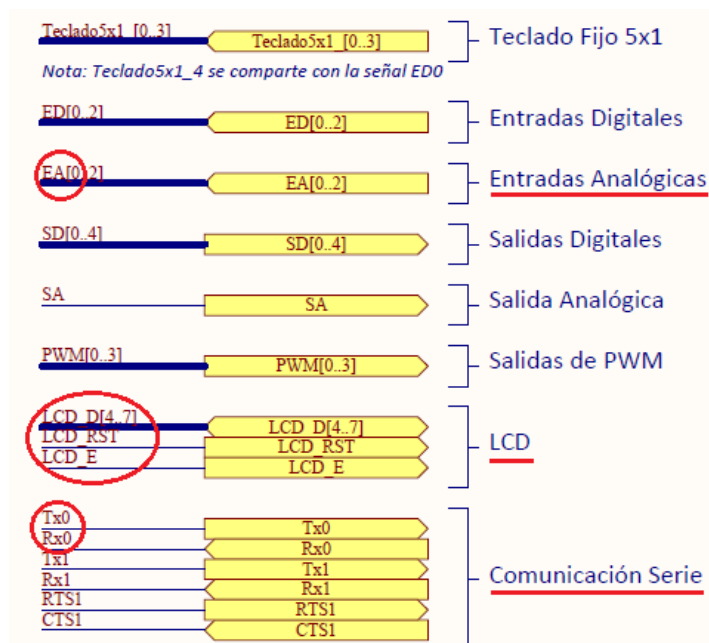 Teclado5x1_[0..3] Teclado5x1_[0..3] Teclado Fijo 5x1
Nota: Teclado5x1_4 se comparte con la señal ED0
ED[0..2] ED[0..2] Entradas Digitales
EA[0..2] EA[0..2] Entradas Analógicas
SD[0..4] SD[0..4] Salidas Digitales
SA SA Salida Analógica
PWM[0..3] PWM[0..3] Salidas de PWM
LCD_D[4..7] LCD_D[4..7]
LCD_RST LCD_RST LCD
LCD_E LCD_E
Tx0 Tx0
Rx0 Rx0
Tx1 Tx1 Comunicación Serie
Rx1 Rx1
RTS1 RTS1
CTS1 CTS1